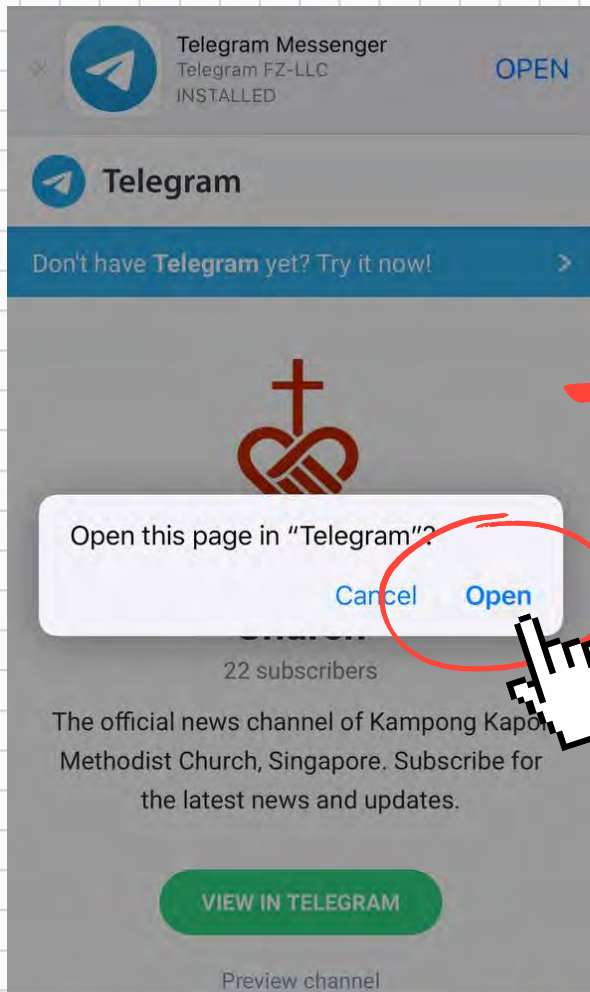 Telegram Messenger
Telegram FZ-LLC
INSTALLED
OPEN
Telegram
Don't have Telegram yet? Try it now!
Open this page in “Telegram”?
Cancel
Open
Church
22 subscribers
The official news channel of Kampong Kapor
Methodist Church, Singapore. Subscribe for
the latest news and updates.
VIEW IN TELEGRAM
Preview channel